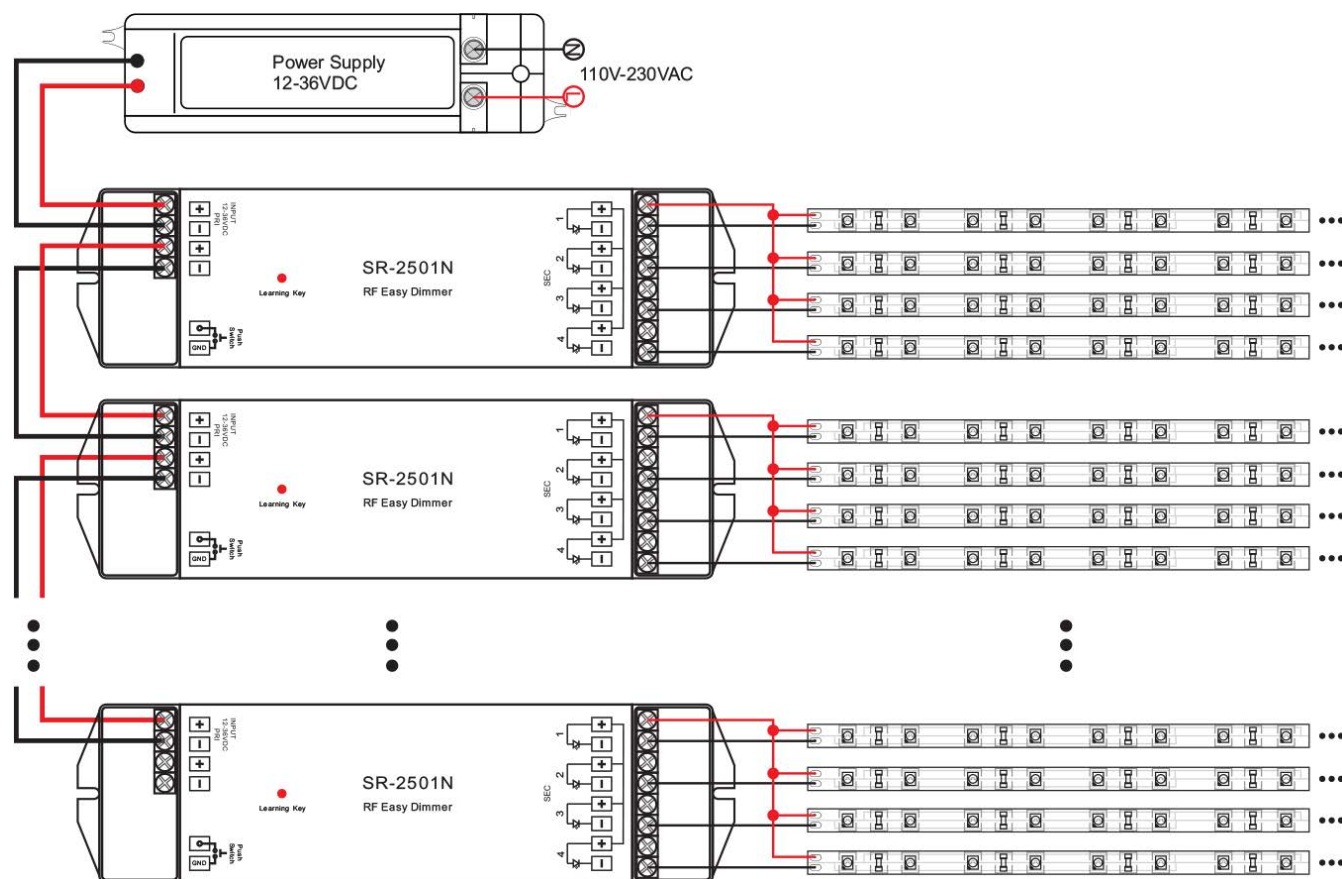 Power Supply
12-36VDC
N
L
110V-230VAC
+
−
+
−
INPUT
12-36VDC
PRI
Learning Key
Push
Switch
GND
SR-2501N
RF Easy Dimmer
SEC
1
+
−
2
+
−
3
+
−
4
+
−
+
−
+
−
INPUT
12-36VDC
PRI
Learning Key
Push
Switch
GND
SR-2501N
RF Easy Dimmer
SEC
1
+
−
2
+
−
3
+
−
4
+
−
+
−
+
−
INPUT
12-36VDC
PRI
Learning Key
Push
Switch
GND
SR-2501N
RF Easy Dimmer
SEC
1
+
−
2
+
−
3
+
−
4
+
−